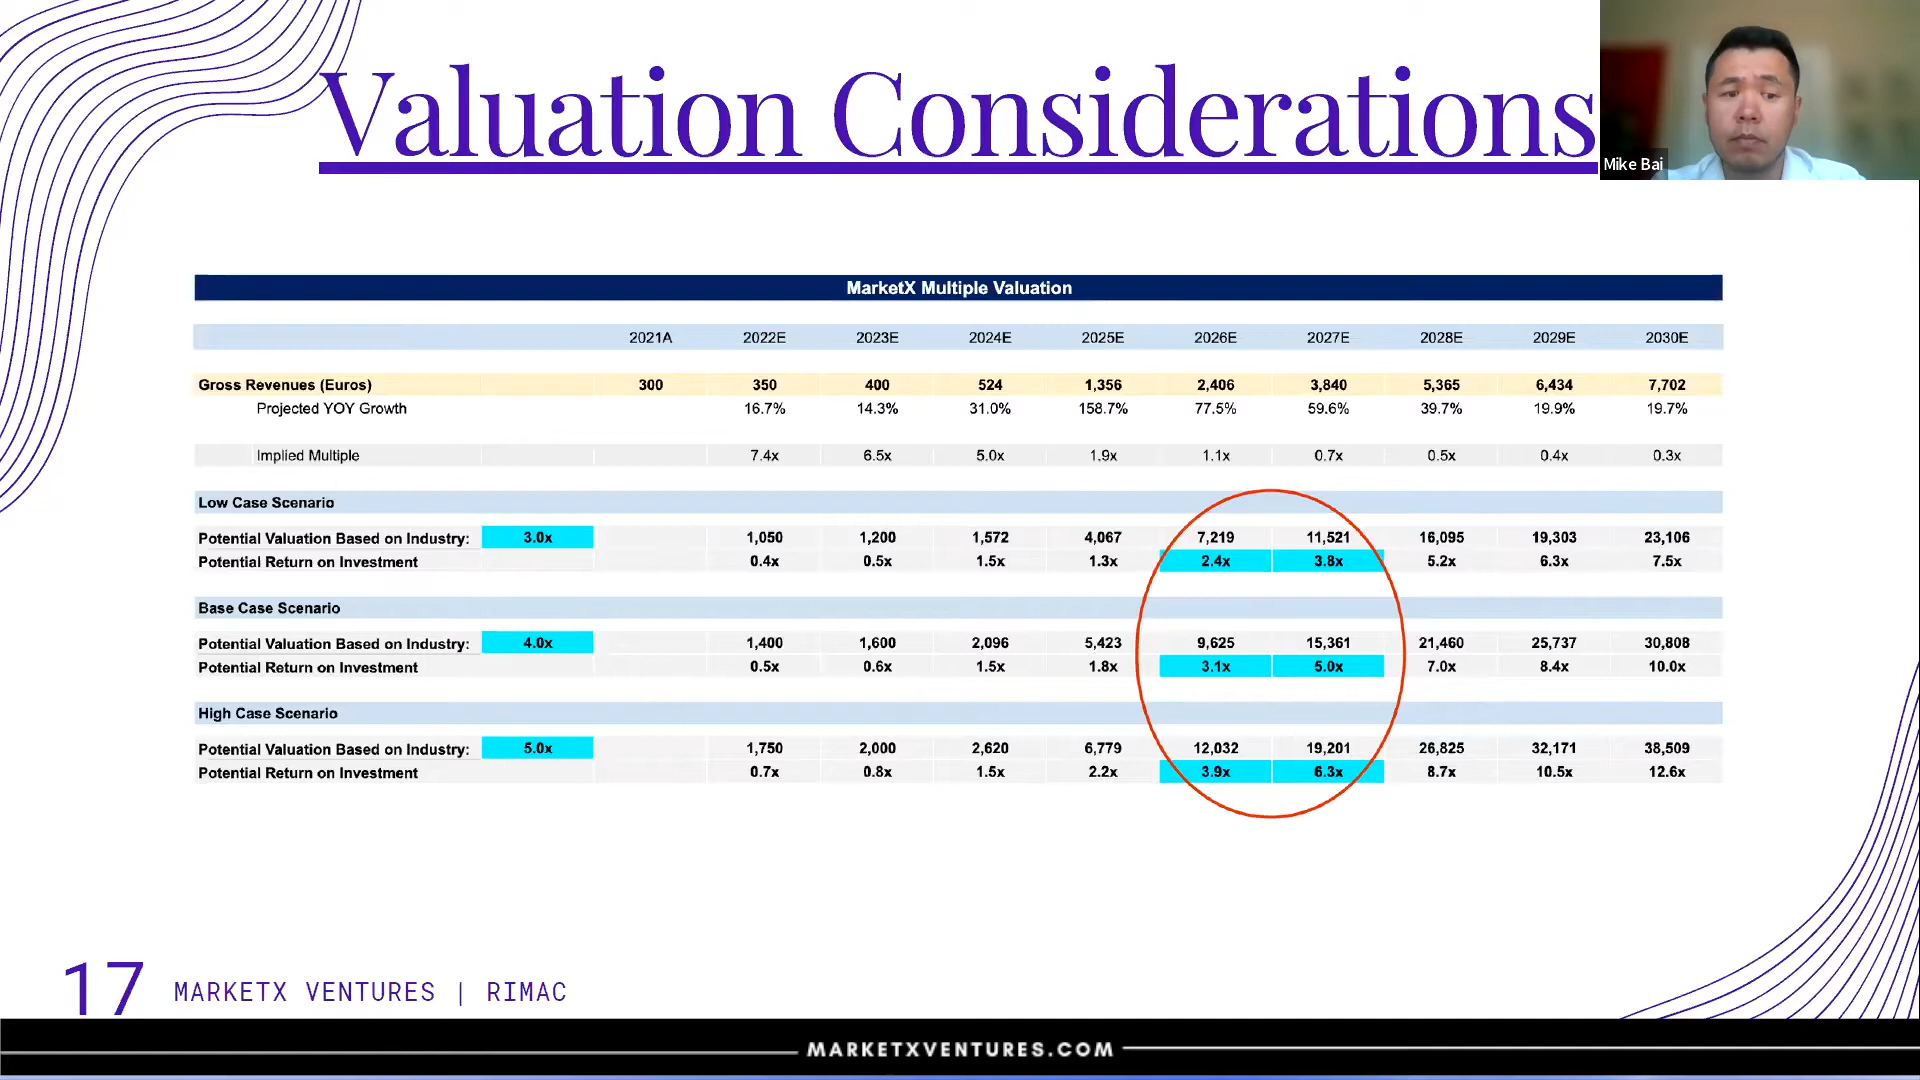 Valuation Considerations
Mike Bai
MarketX Multiple Valuation
2021A 2022E 2023E 2024E 2025E 2026E 2027E 2028E 2029E 2030E
Gross Revenues (Euros) 300 350 400 524 1,356 2,406 3,840 5,365 6,434 7,702
Projected YOY Growth 16.7% 14.3% 31.0% 158.7% 77.5% 59.6% 39.7% 19.9% 19.7%
Implied Multiple 7.4x 6.5x 5.0x 1.9x 1.1x 0.7x 0.5x 0.4x 0.3x
Low Case Scenario
Potential Valuation Based on Industry: 3.0x 1,050 1,200 1,572 4,067 7,219 11,521 16,095 19,303 23,106
Potential Return on Investment 0.4x 0.5x 1.5x 1.3x 2.4x 3.8x 5.2x 6.3x 7.5x
Base Case Scenario
Potential Valuation Based on Industry: 4.0x 1,400 1,600 2,096 5,423 9,625 15,361 21,460 25,737 30,808
Potential Return on Investment 0.5x 0.6x 1.5x 1.8x 3.1x 5.0x 7.0x 8.4x 10.0x
High Case Scenario
Potential Valuation Based on Industry: 5.0x 1,750 2,000 2,620 6,779 12,032 19,201 26,825 32,171 38,509
Potential Return on Investment 0.7x 0.8x 1.5x 2.2x 3.9x 6.3x 8.7x 10.5x 12.6x
17 MARKETX VENTURES | RIMAC
MARKETXVENTURES.COM